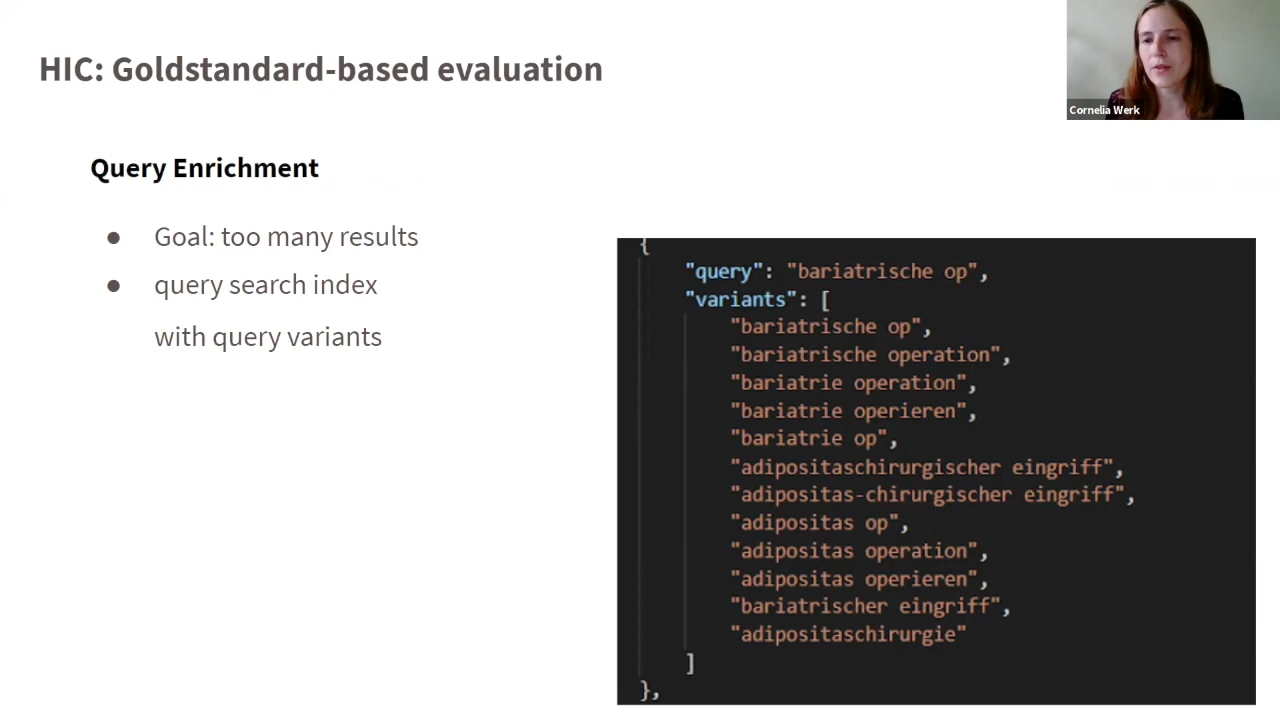 HIC: Goldstandard-based evaluation
Cornelia Werk
Query Enrichment
● Goal: too many results
● query search index
with query variants
{
"query": "bariatrische op",
"variants": [
"bariatrische op",
"bariatrische operation",
"bariatrie operation",
"bariatrie operieren",
"bariatrie op",
"adipositaschirurgischer eingriff",
"adipositas-chirurgischer eingriff",
"adipositas op",
"adipositas operation",
"adipositas operieren",
"bariatrischer eingriff",
"adipositaschirurgie"
]
},